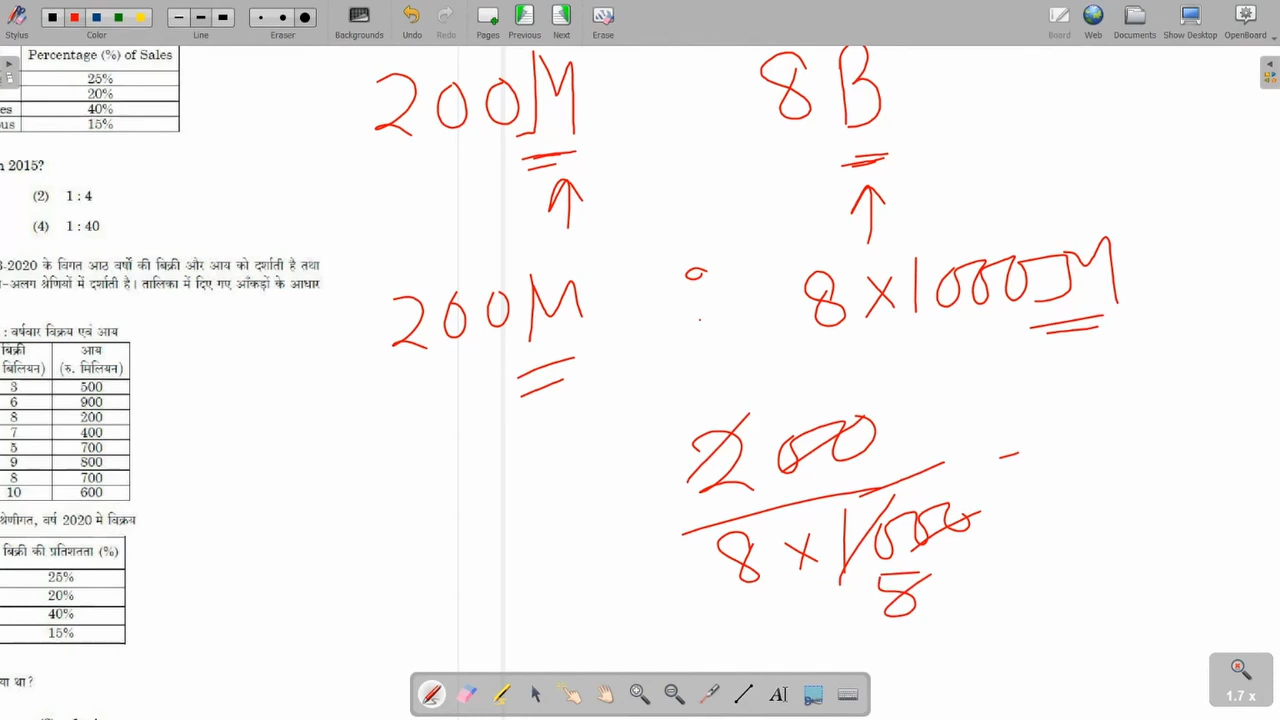 Stylus Color Line Eraser Backgrounds Undo Redo Pages Previous Next Erase Board Web Documents Show Desktop OpenBoard
Percentage (%) of Sales
25%
20%
es 40%
ous 15%
n 2015?
(2) 1 : 4
(4) 1 : 40
3-2020 के विगत आठ वर्षों की बिक्री और आय को दर्शाती है तथा
-अलग श्रेणियों में दर्शाती है। तालिका में दिए गए आँकड़ों के आधार
: वर्षवार विक्रय एवं आय
बिक्री आय
बिलियन) (रु. मिलियन)
3 500
6 900
8 200
7 400
5 700
9 800
8 700
10 600
श्रेणीगत, वर्ष 2020 मे विक्रय
बिक्री की प्रतिशतता (%)
25%
20%
40%
15%
या था?
200M 8B
200M : 8×1000M
200 -
8×1000
5
1.7 x